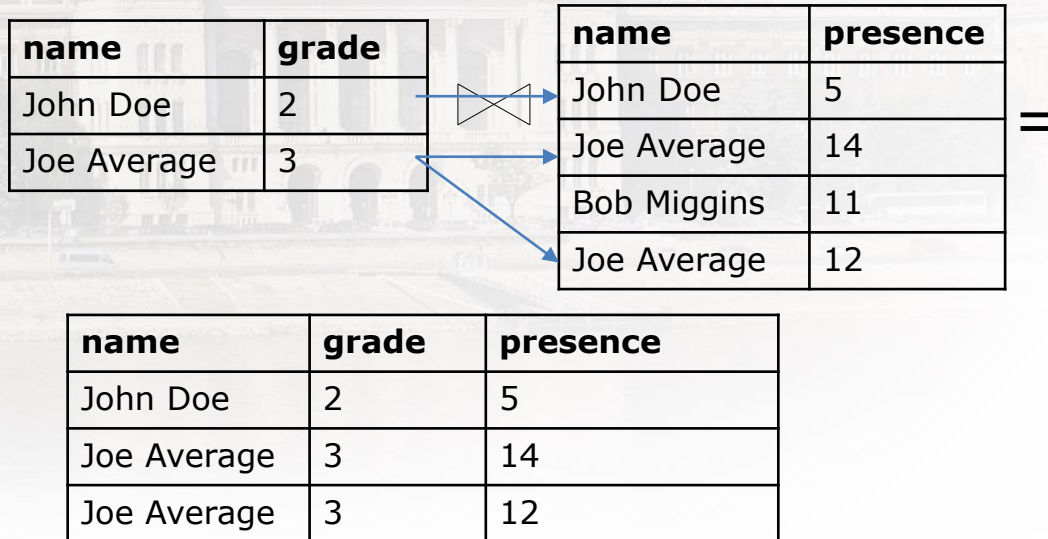 name grade
John Doe 2
Joe Average 3
name presence
John Doe 5
Joe Average 14
Bob Miggins 11
Joe Average 12
=
name grade presence
John Doe 2 5
Joe Average 3 14
Joe Average 3 12